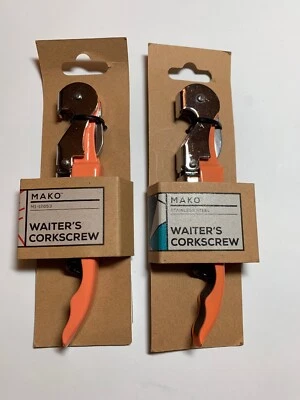 MAKO
WAITER'S
CORKSCREW
MAKO
STAINLESS STEEL
WAITER'S
CORKSCREW